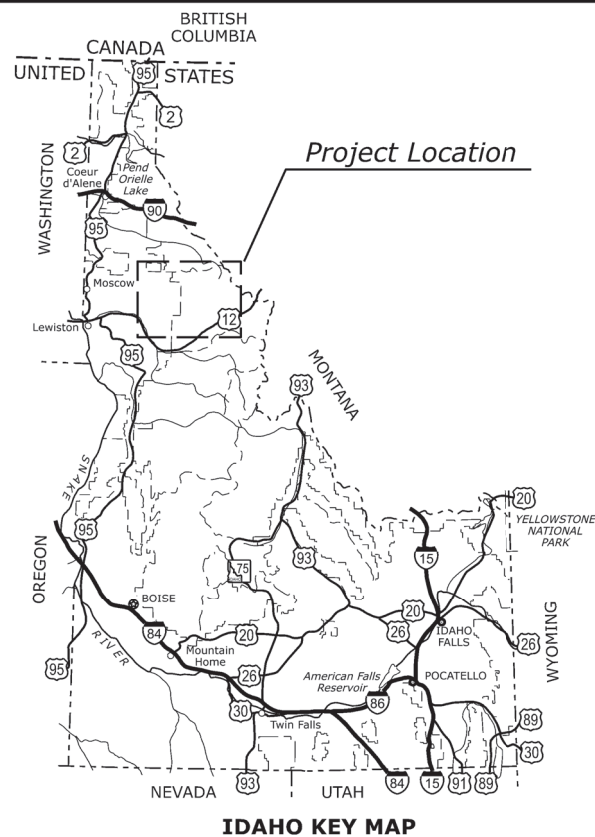 BRITISH
COLUMBIA
CANADA
UNITED
95
STATES
2
Project Location
2
Coeur
d'Alene
Pend
Orielle
Lake
WASHINGTON
90
95
Moscow
Lewiston
12
95
MONTANA
93
SNAKE
20
YELLOWSTONE
NATIONAL
PARK
95
93
15
OREGON
75
BOISE
20
84
20
26
IDAHO
FALLS
26
WYOMING
RIVER
Mountain
Home
95
26
American Falls
Reservoir
POCATELLO
86
30
Twin Falls
89
30
93
84
15
91
89
NEVADA
UTAH
IDAHO KEY MAP